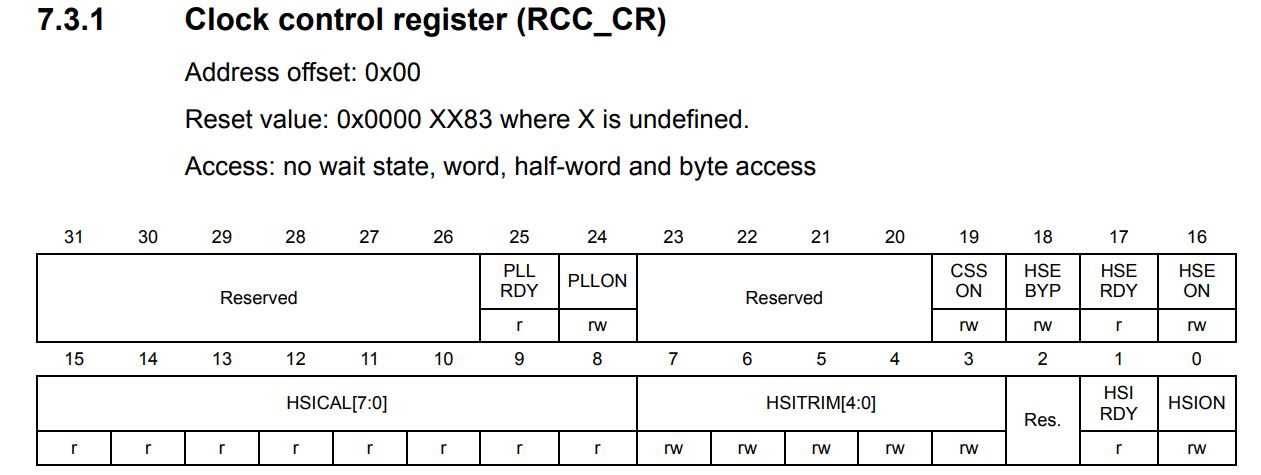 7.3.1 Clock control register (RCC_CR)
Address offset: 0x00
Reset value: 0x0000 XX83 where X is undefined.
Access: no wait state, word, half-word and byte access
31 30 29 28 27 26 25 24 23 22 21 20 19 18 17 16
Reserved PLL RDY PLLON Reserved CSS ON HSE BYP HSE RDY HSE ON
r rw rw rw r rw
15 14 13 12 11 10 9 8 7 6 5 4 3 2 1 0
HSICAL[7:0] HSITRIM[4:0] Res. HSI RDY HSION
r r r r r r r r rw rw rw rw rw r rw